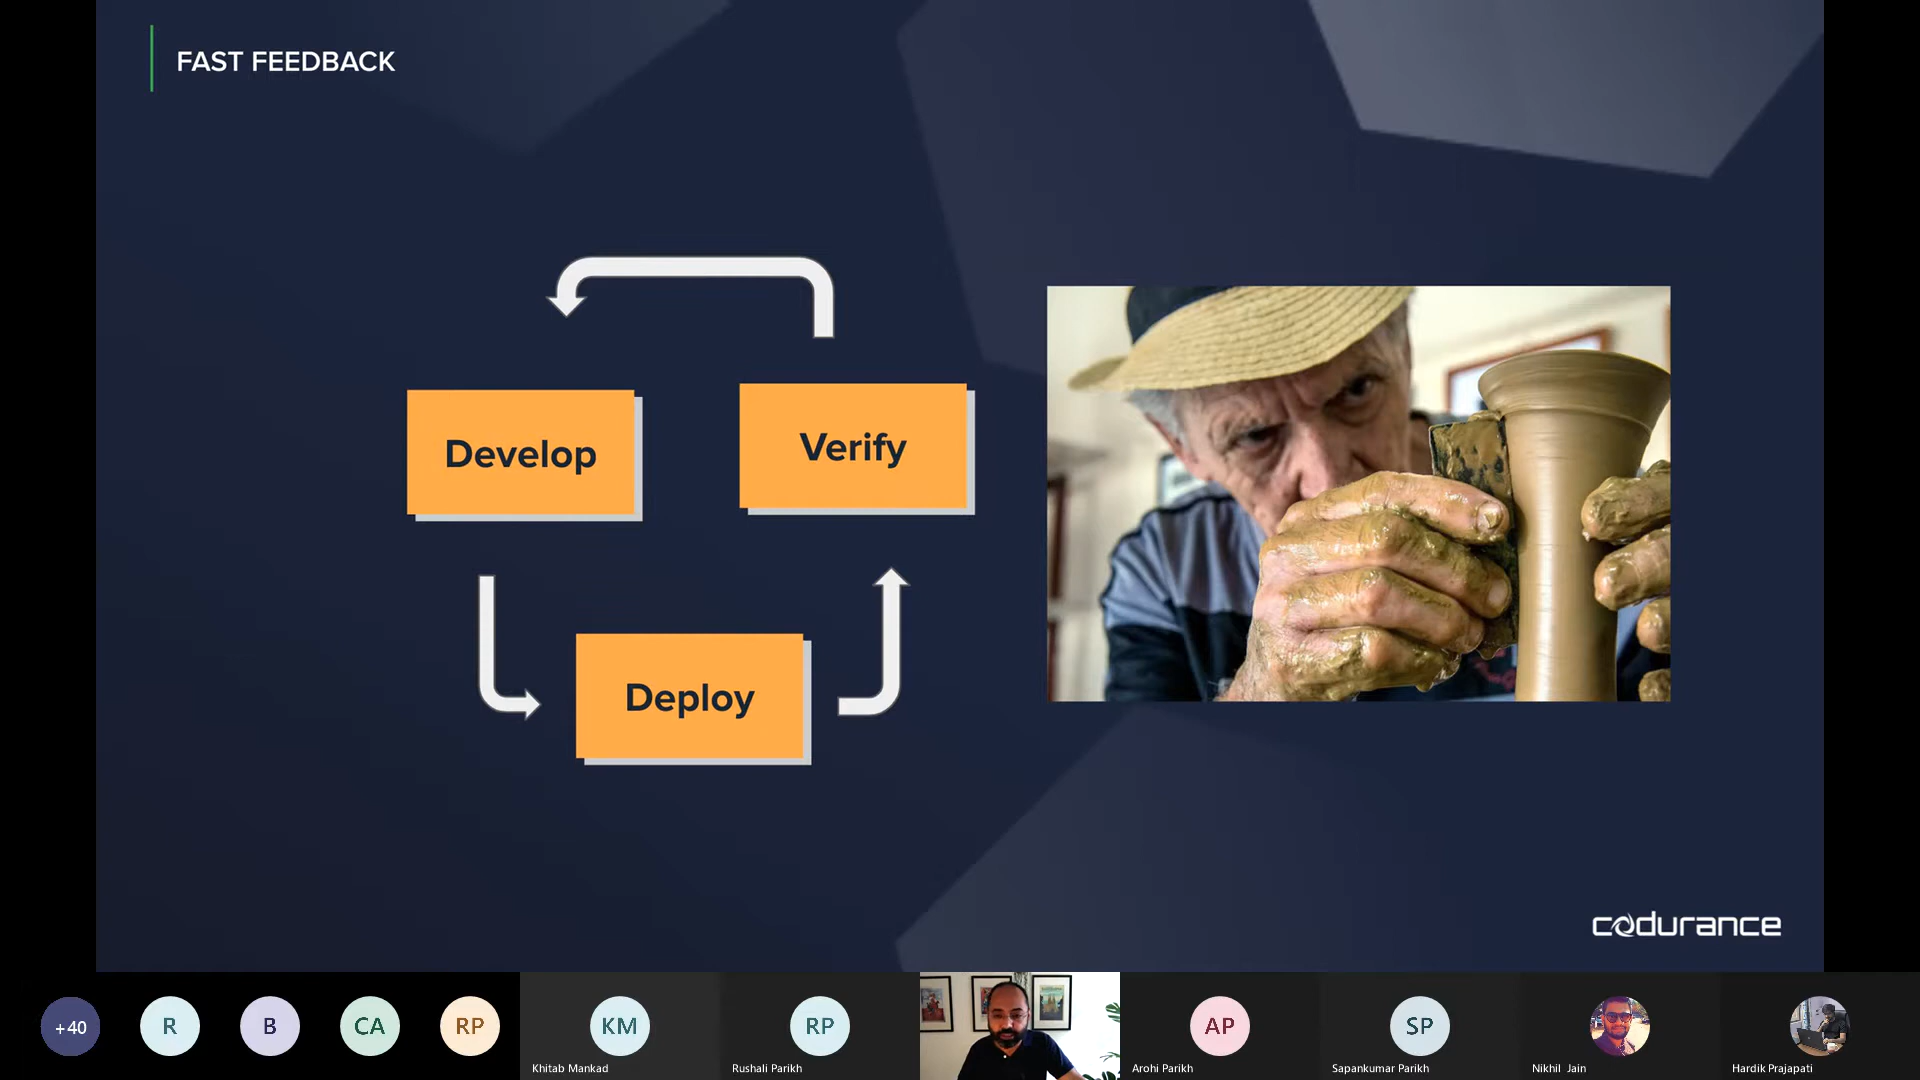 FAST FEEDBACK
Develop
Verify
Deploy
codurance
+40
R
B
CA
RP
KM
RP
AP
SP
Khitab Mankad
Rushali Parikh
Arohi Parikh
Sapankumar Parikh
Nikhil Jain
Hardik Prajapati